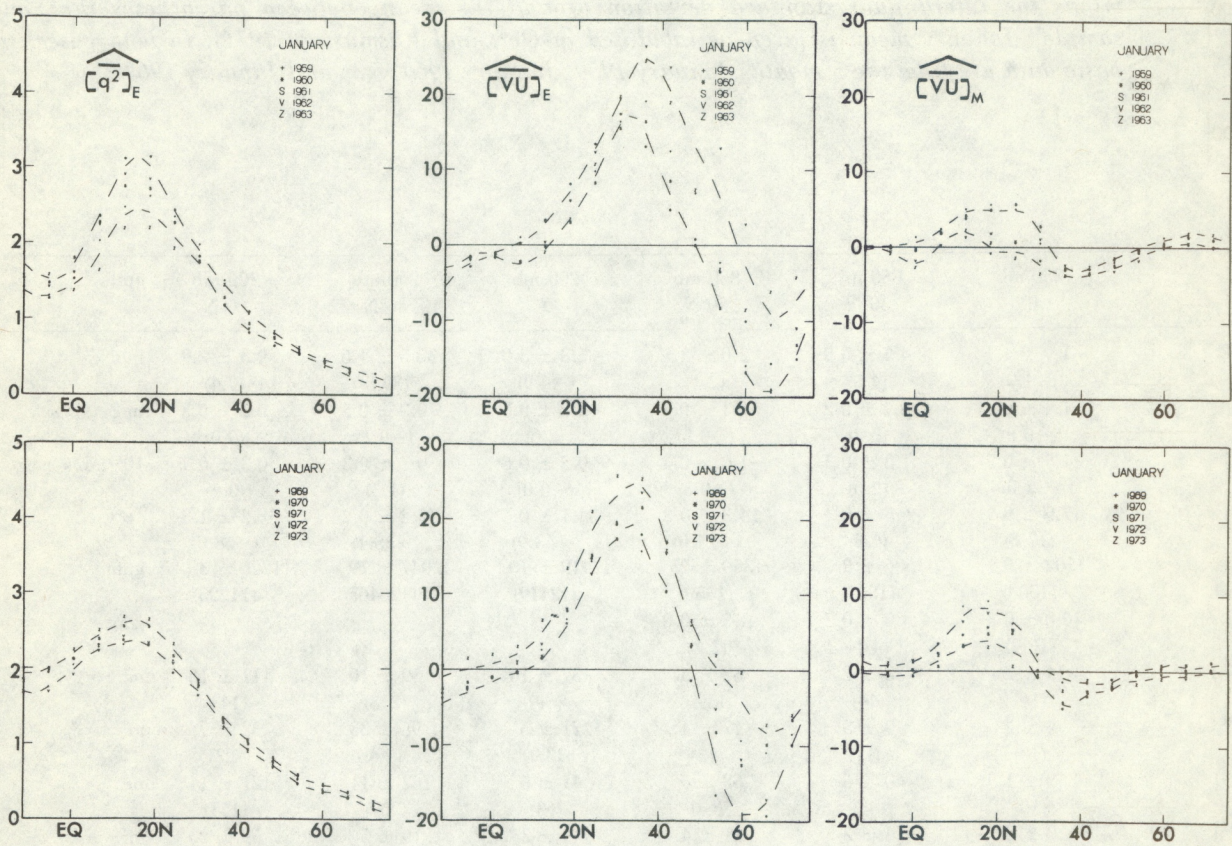 [q²]E
JANUARY
1959
1960
S 1961
V 1962
Z 1963
5
4
3
2
1
0
EQ
20N
40
60
[VU]E
JANUARY
1959
1960
S 1961
V 1962
Z 1963
30
20
10
0
-10
-20
EQ
20N
40
60
[VU]M
JANUARY
1959
* 1960
S 1961
V 1962
Z 1963
30
20
10
0
-10
-20
EQ
20N
40
60
JANUARY
+ 1969
* 1970
S 1971
V 1972
Z 1973
5
4
3
2
1
0
EQ
20N
40
60
JANUARY
+ 1969
* 1970
S 1971
V 1972
Z 1973
30
20
10
0
-10
-20
EQ
20N
40
60
JANUARY
+ 1969
* 1970
S 1971
V 1972
Z 1973
30
20
10
0
-10
-20
EQ
20N
40
60